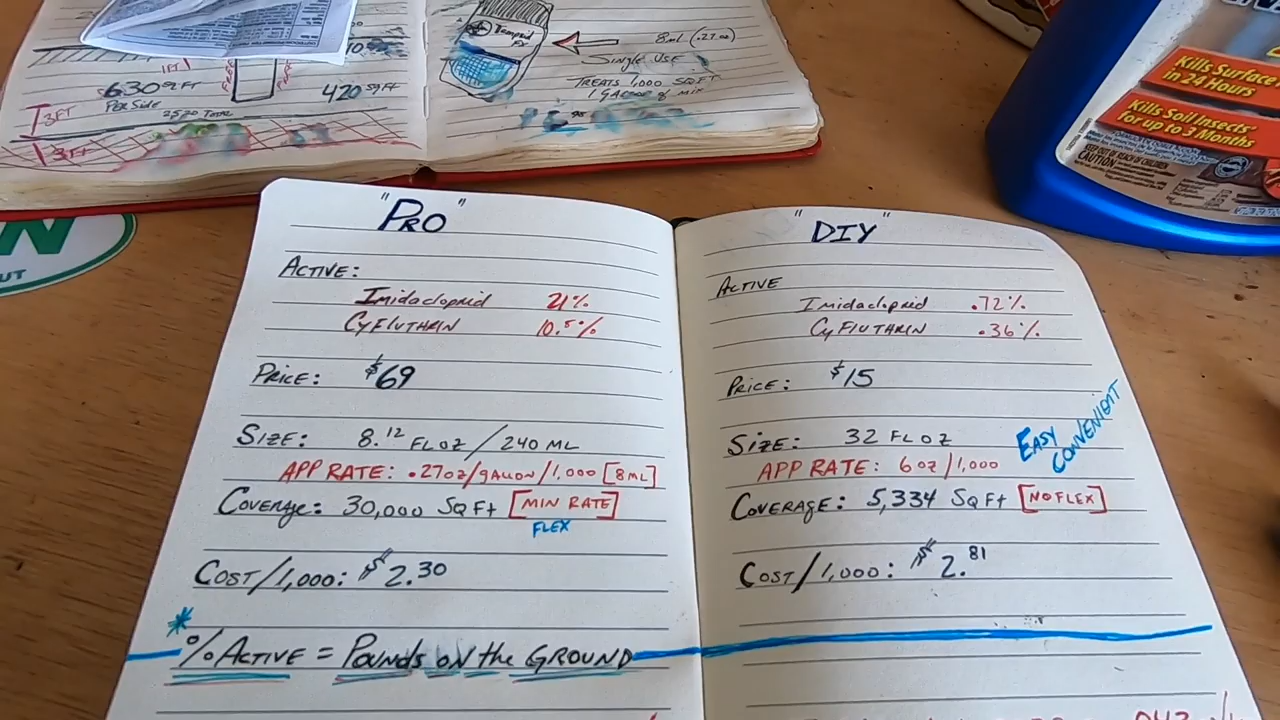 630 SQ FT
PER SIDE
420 SQ FT
2520 TOTAL
3FT
3FT
1FT
8ml (.27oz)
SINGLE USE
TREATS 1,000 SQ FT
1 GALLON OF MIX
Kills Surface
in 24 Hours
Kills Soil Insects
for up to 3 Months
CAUTION
"PRO"
ACTIVE:
Imidacloprid 21%
CYFLUTHRIN 10.5%
PRICE: $69
SIZE: 8.12 FL OZ / 240 ML
APP RATE: .27oz/gALLON/1,000 [8ML]
COVERAGE: 30,000 SQ Ft [MIN RATE]
FLEX
COST/1,000: $2.30
* % ACTIVE = POUNDS ON the GROUND
"DIY"
ACTIVE
Imidacloprid .72%
CYFLUTHRIN .36%
PRICE: $15
SIZE: 32 FL OZ
EASY
CONVENIENT
APP RATE: 6oz/1,000
COVERAGE: 5,334 SQ Ft [NO FLEX]
COST/1,000: $2.81